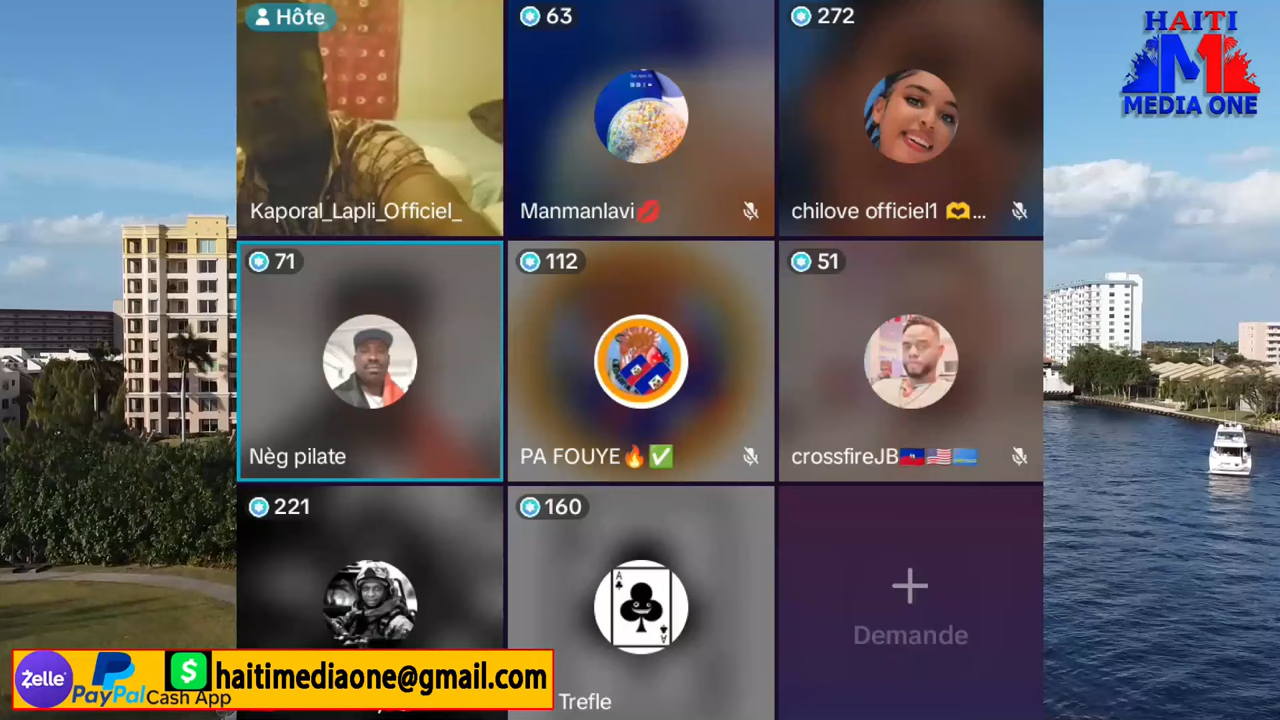 Hôte
63
272
HAITI
M
MEDIA ONE
Kaporal_Lapli_Officiel_
Manmanlavi💋
chilove officiel1 🫶...
71
112
51
Nèg pilate
PA FOUYE🔥✅
crossfireJB🇭🇹🇺🇸🇦🇼
221
160
A
A
Demande
Zelle
PayPal
$
Cash App
haitimediaone@gmail.com
Trefle